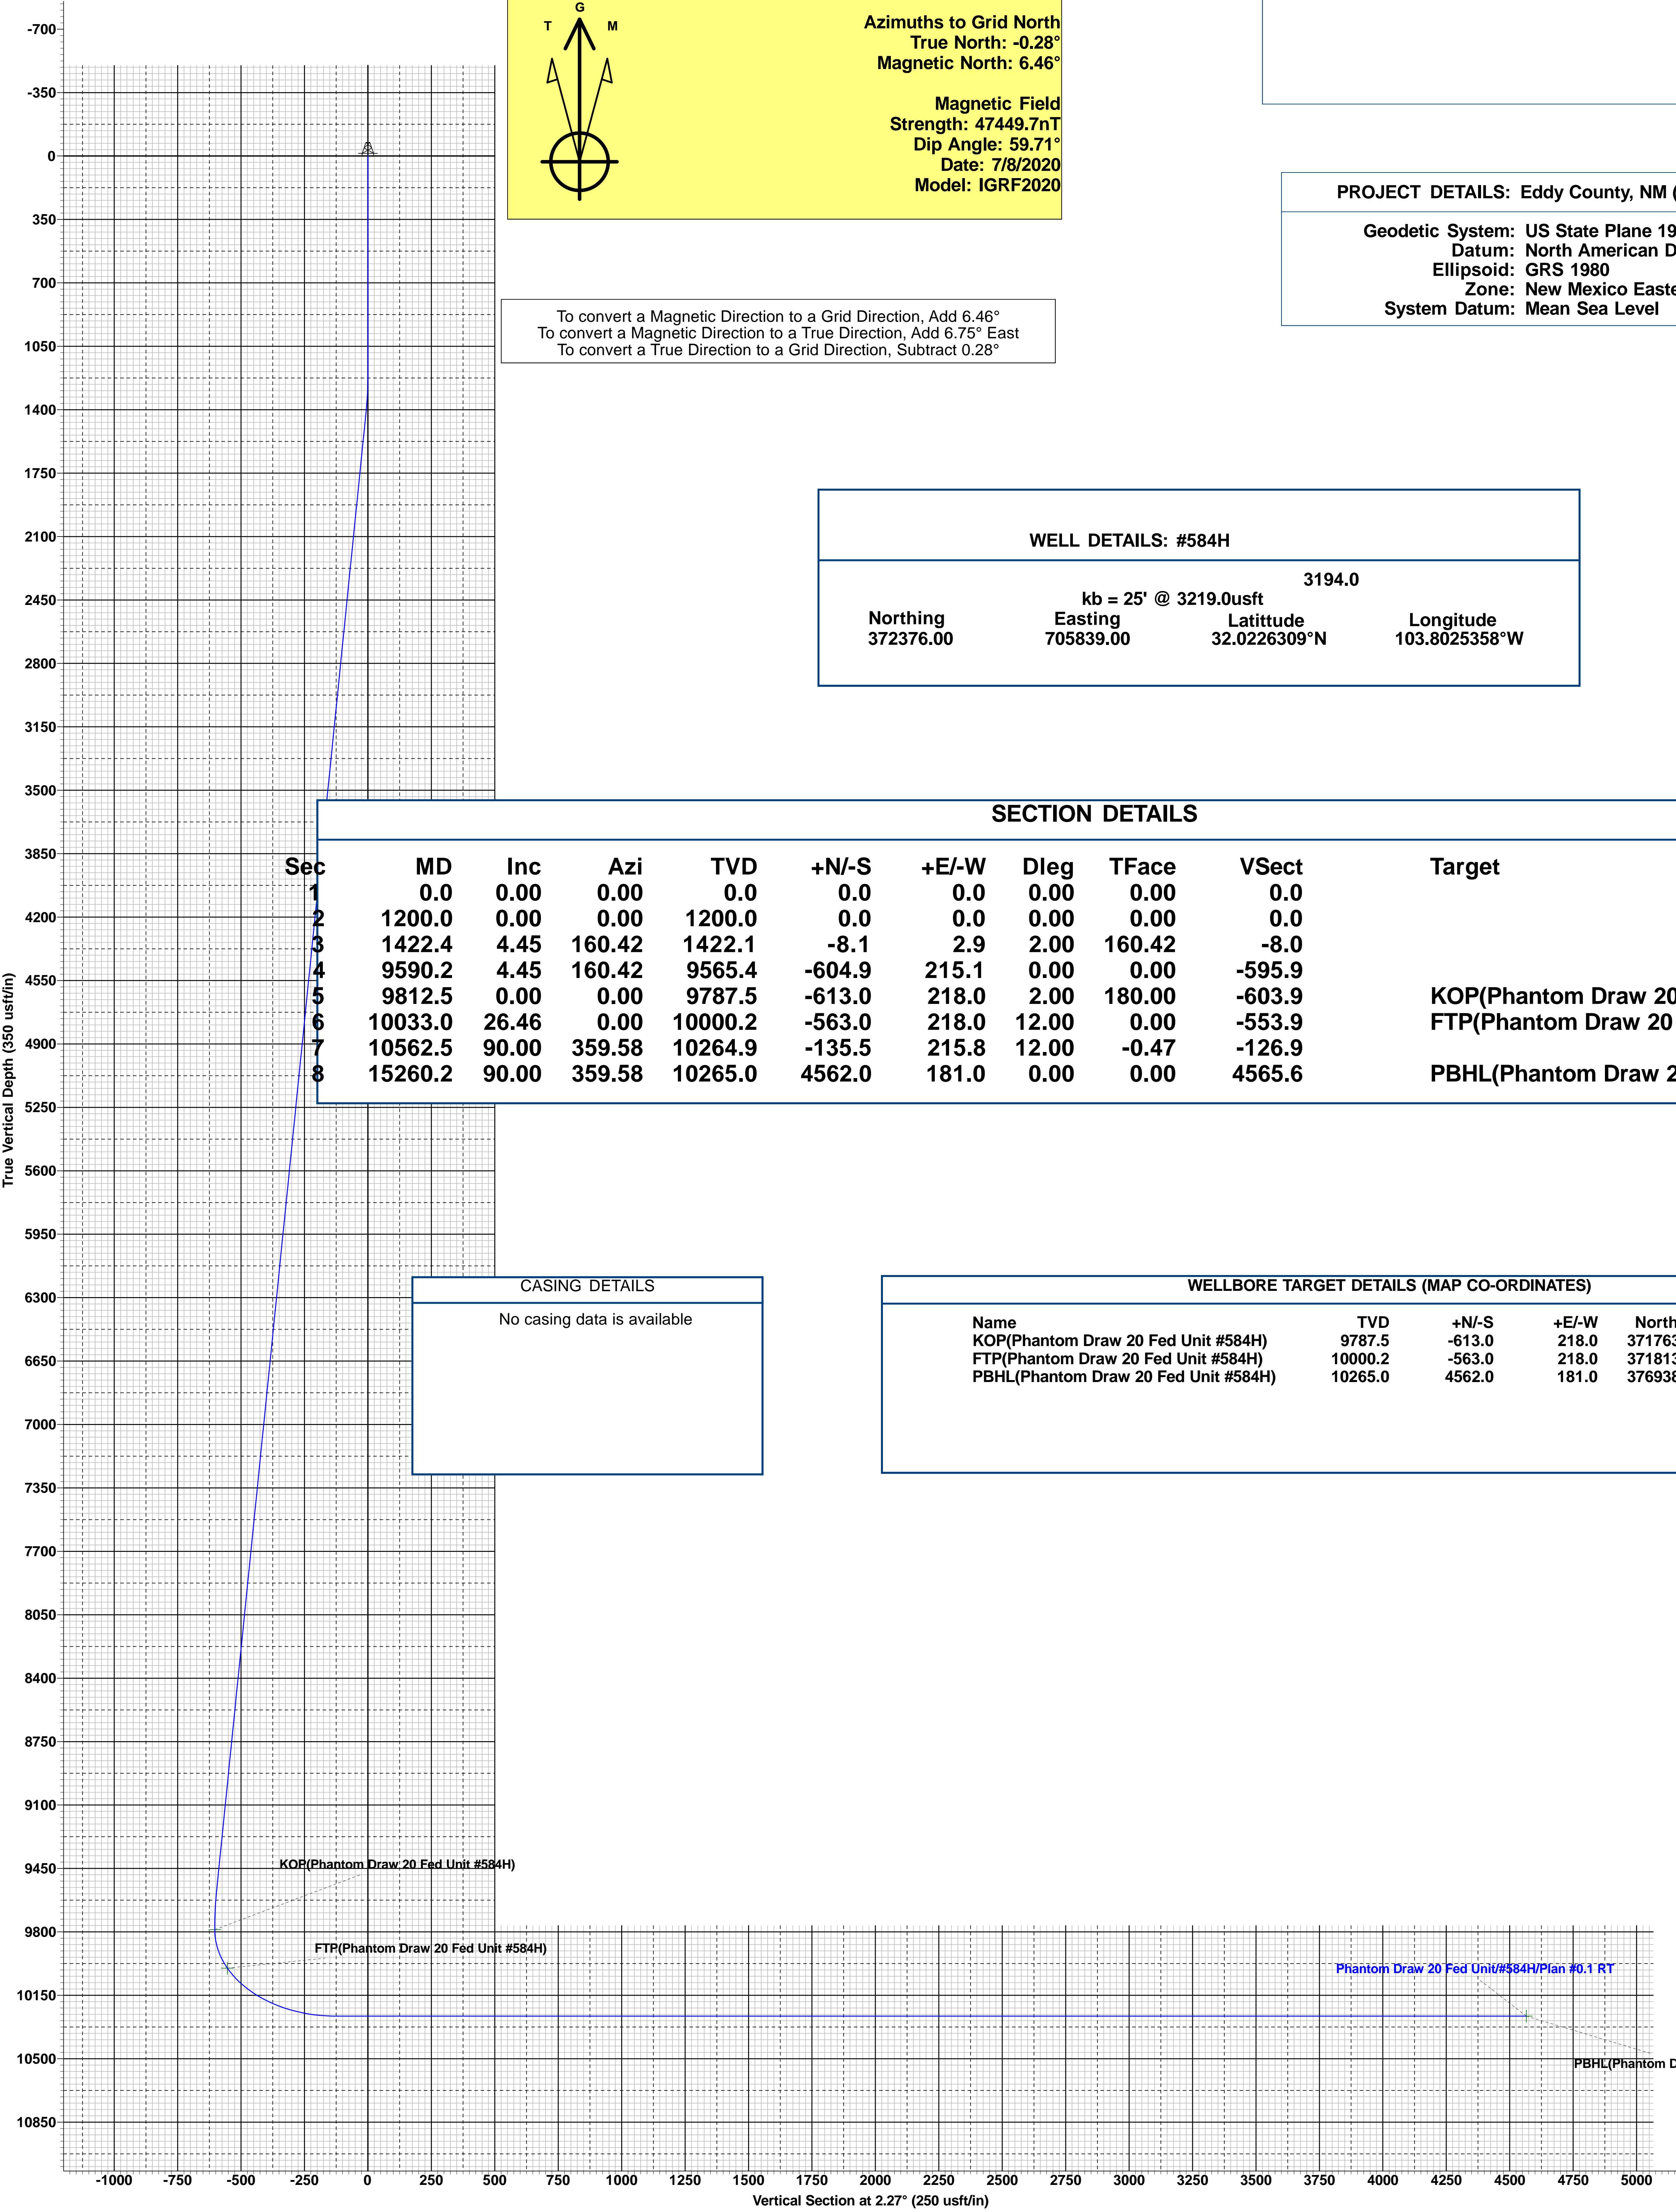 G
T M
Azimuths to Grid North
True North: -0.28°
Magnetic North: 6.46°
Magnetic Field
Strength: 47449.7nT
Dip Angle: 59.71°
Date: 7/8/2020
Model: IGRF2020
PROJECT DETAILS: Eddy County, NM (
Geodetic System: US State Plane 19
Datum: North American D
Ellipsoid: GRS 1980
Zone: New Mexico Easte
System Datum: Mean Sea Level
To convert a Magnetic Direction to a Grid Direction, Add 6.46°
To convert a Magnetic Direction to a True Direction, Add 6.75° East
To convert a True Direction to a Grid Direction, Subtract 0.28°
WELL DETAILS: #584H
3194.0
kb = 25' @ 3219.0usft
Northing Easting Latittude Longitude
372376.00 705839.00 32.0226309°N 103.8025358°W
SECTION DETAILS
Sec MD Inc Azi TVD +N/-S +E/-W Dleg TFace VSect Target
1 0.0 0.00 0.00 0.0 0.0 0.0 0.00 0.00 0.0
2 1200.0 0.00 0.00 1200.0 0.0 0.0 0.00 0.00 0.0
3 1422.4 4.45 160.42 1422.1 -8.1 2.9 2.00 160.42 -8.0
4 9590.2 4.45 160.42 9565.4 -604.9 215.1 0.00 0.00 -595.9
5 9812.5 0.00 0.00 9787.5 -613.0 218.0 2.00 180.00 -603.9 KOP(Phantom Draw 20
6 10033.0 26.46 0.00 10000.2 -563.0 218.0 12.00 0.00 -553.9 FTP(Phantom Draw 20
7 10562.5 90.00 359.58 10264.9 -135.5 215.8 12.00 -0.47 -126.9
8 15260.2 90.00 359.58 10265.0 4562.0 181.0 0.00 0.00 4565.6 PBHL(Phantom Draw 2
CASING DETAILS
No casing data is available
WELLBORE TARGET DETAILS (MAP CO-ORDINATES)
Name TVD +N/-S +E/-W North
KOP(Phantom Draw 20 Fed Unit #584H) 9787.5 -613.0 218.0 371763
FTP(Phantom Draw 20 Fed Unit #584H) 10000.2 -563.0 218.0 371813
PBHL(Phantom Draw 20 Fed Unit #584H) 10265.0 4562.0 181.0 376938
True Vertical Depth (350 usft/in)
-700
-350
0
350
700
1050
1400
1750
2100
2450
2800
3150
3500
3850
4200
4550
4900
5250
5600
5950
6300
6650
7000
7350
7700
8050
8400
8750
9100
9450
9800
10150
10500
10850
KOP(Phantom Draw 20 Fed Unit #584H)
FTP(Phantom Draw 20 Fed Unit #584H)
Phantom Draw 20 Fed Unit/#584H/Plan #0.1 RT
PBHL(Phantom D
-1000 -750 -500 -250 0 250 500 750 1000 1250 1500 1750 2000 2250 2500 2750 3000 3250 3500 3750 4000 4250 4500 4750 5000
Vertical Section at 2.27° (250 usft/in)